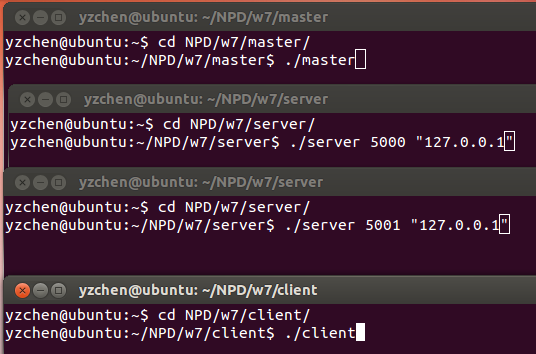 yzchen@ubuntu: ~/NPD/w7/master
yzchen@ubuntu:~$ cd NPD/w7/master/
yzchen@ubuntu:~/NPD/w7/master$ ./master
yzchen@ubuntu: ~/NPD/w7/server
yzchen@ubuntu:~$ cd NPD/w7/server/
yzchen@ubuntu:~/NPD/w7/server$ ./server 5000 "127.0.0.1"
yzchen@ubuntu: ~/NPD/w7/server
yzchen@ubuntu:~$ cd NPD/w7/server/
yzchen@ubuntu:~/NPD/w7/server$ ./server 5001 "127.0.0.1"
yzchen@ubuntu: ~/NPD/w7/client
yzchen@ubuntu:~$ cd NPD/w7/client/
yzchen@ubuntu:~/NPD/w7/client$ ./client